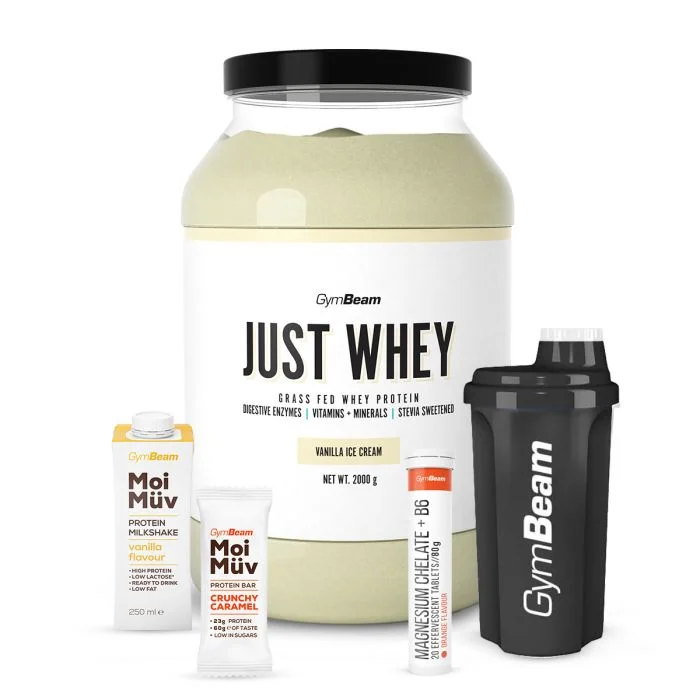 GymBeam
JUST WHEY
GRASS FED WHEY PROTEIN
DIGESTIVE ENZYMES | VITAMINS + MINERALS | STEVIA SWEETENED
VANILLA ICE CREAM
NET WT. 2000 g
GymBeam
Moi
Müv
PROTEIN
MILKSHAKE
vanilla
flavour
• HIGH PROTEIN
• LOW LACTOSE*
• READY TO DRINK
• LOW FAT
250 ml e
GymBeam
Moi
Müv
PROTEIN BAR
CRUNCHY
CARAMEL
• 23g PROTEIN
• 60g e OF TASTE
• LOW IN SUGARS
GymBeam
MAGNESIUM CHELATE + B6
20 EFFERVESCENT TABLETS//80g
ORANGE FLAVOUR
GymBeam